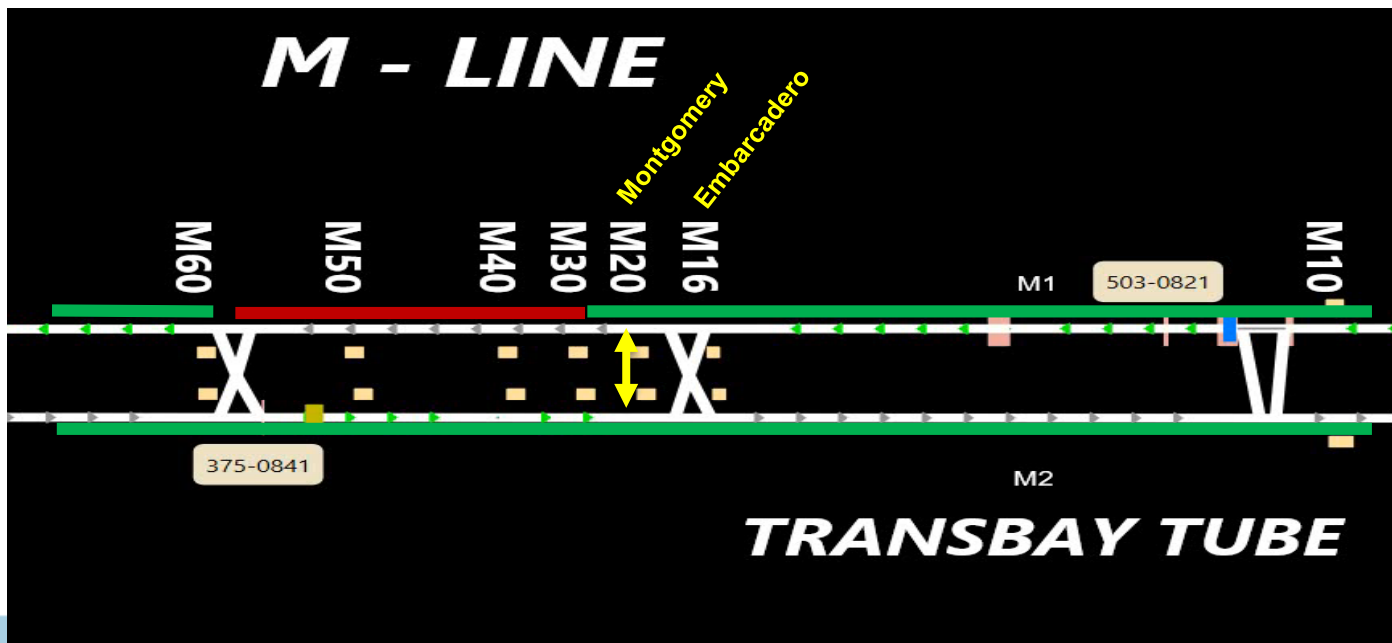 M - LINE
Montgomery
Embarcadero
M60
M50
M40
M30
M20
M16
M10
M1
503-0821
375-0841
M2
TRANSBAY TUBE